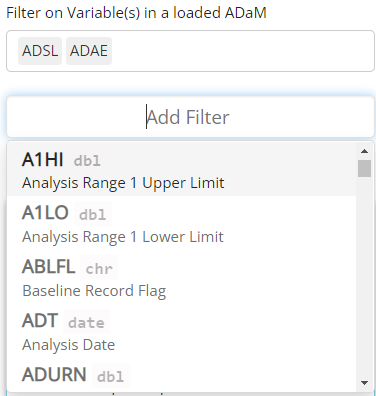 Filter on Variable(s) in a loaded ADaM
ADSL ADAE
Add Filter
A1HI dbl
Analysis Range 1 Upper Limit
A1LO dbl
Analysis Range 1 Lower Limit
ABLFL chr
Baseline Record Flag
ADT date
Analysis Date
ADURN dbl